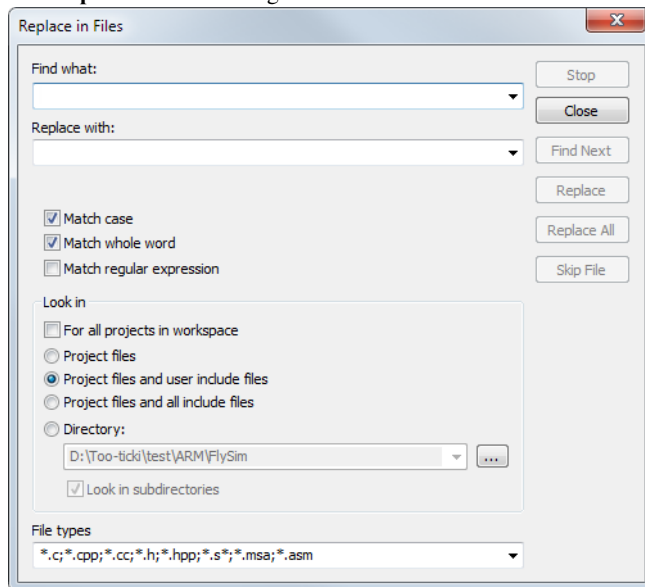 Replace in Files
Find what:
Stop
Close
Replace with:
Find Next
Replace
Match case
Replace All
Match whole word
Match regular expression
Skip File
Look in
For all projects in workspace
Project files
Project files and user include files
Project files and all include files
Directory:
D:\Too-ticki\test\ARM\FlySim
...
Look in subdirectories
File types
*.c;*.cpp;*.cc;*.h;*.hpp;*.s*;*.msa;*.asm